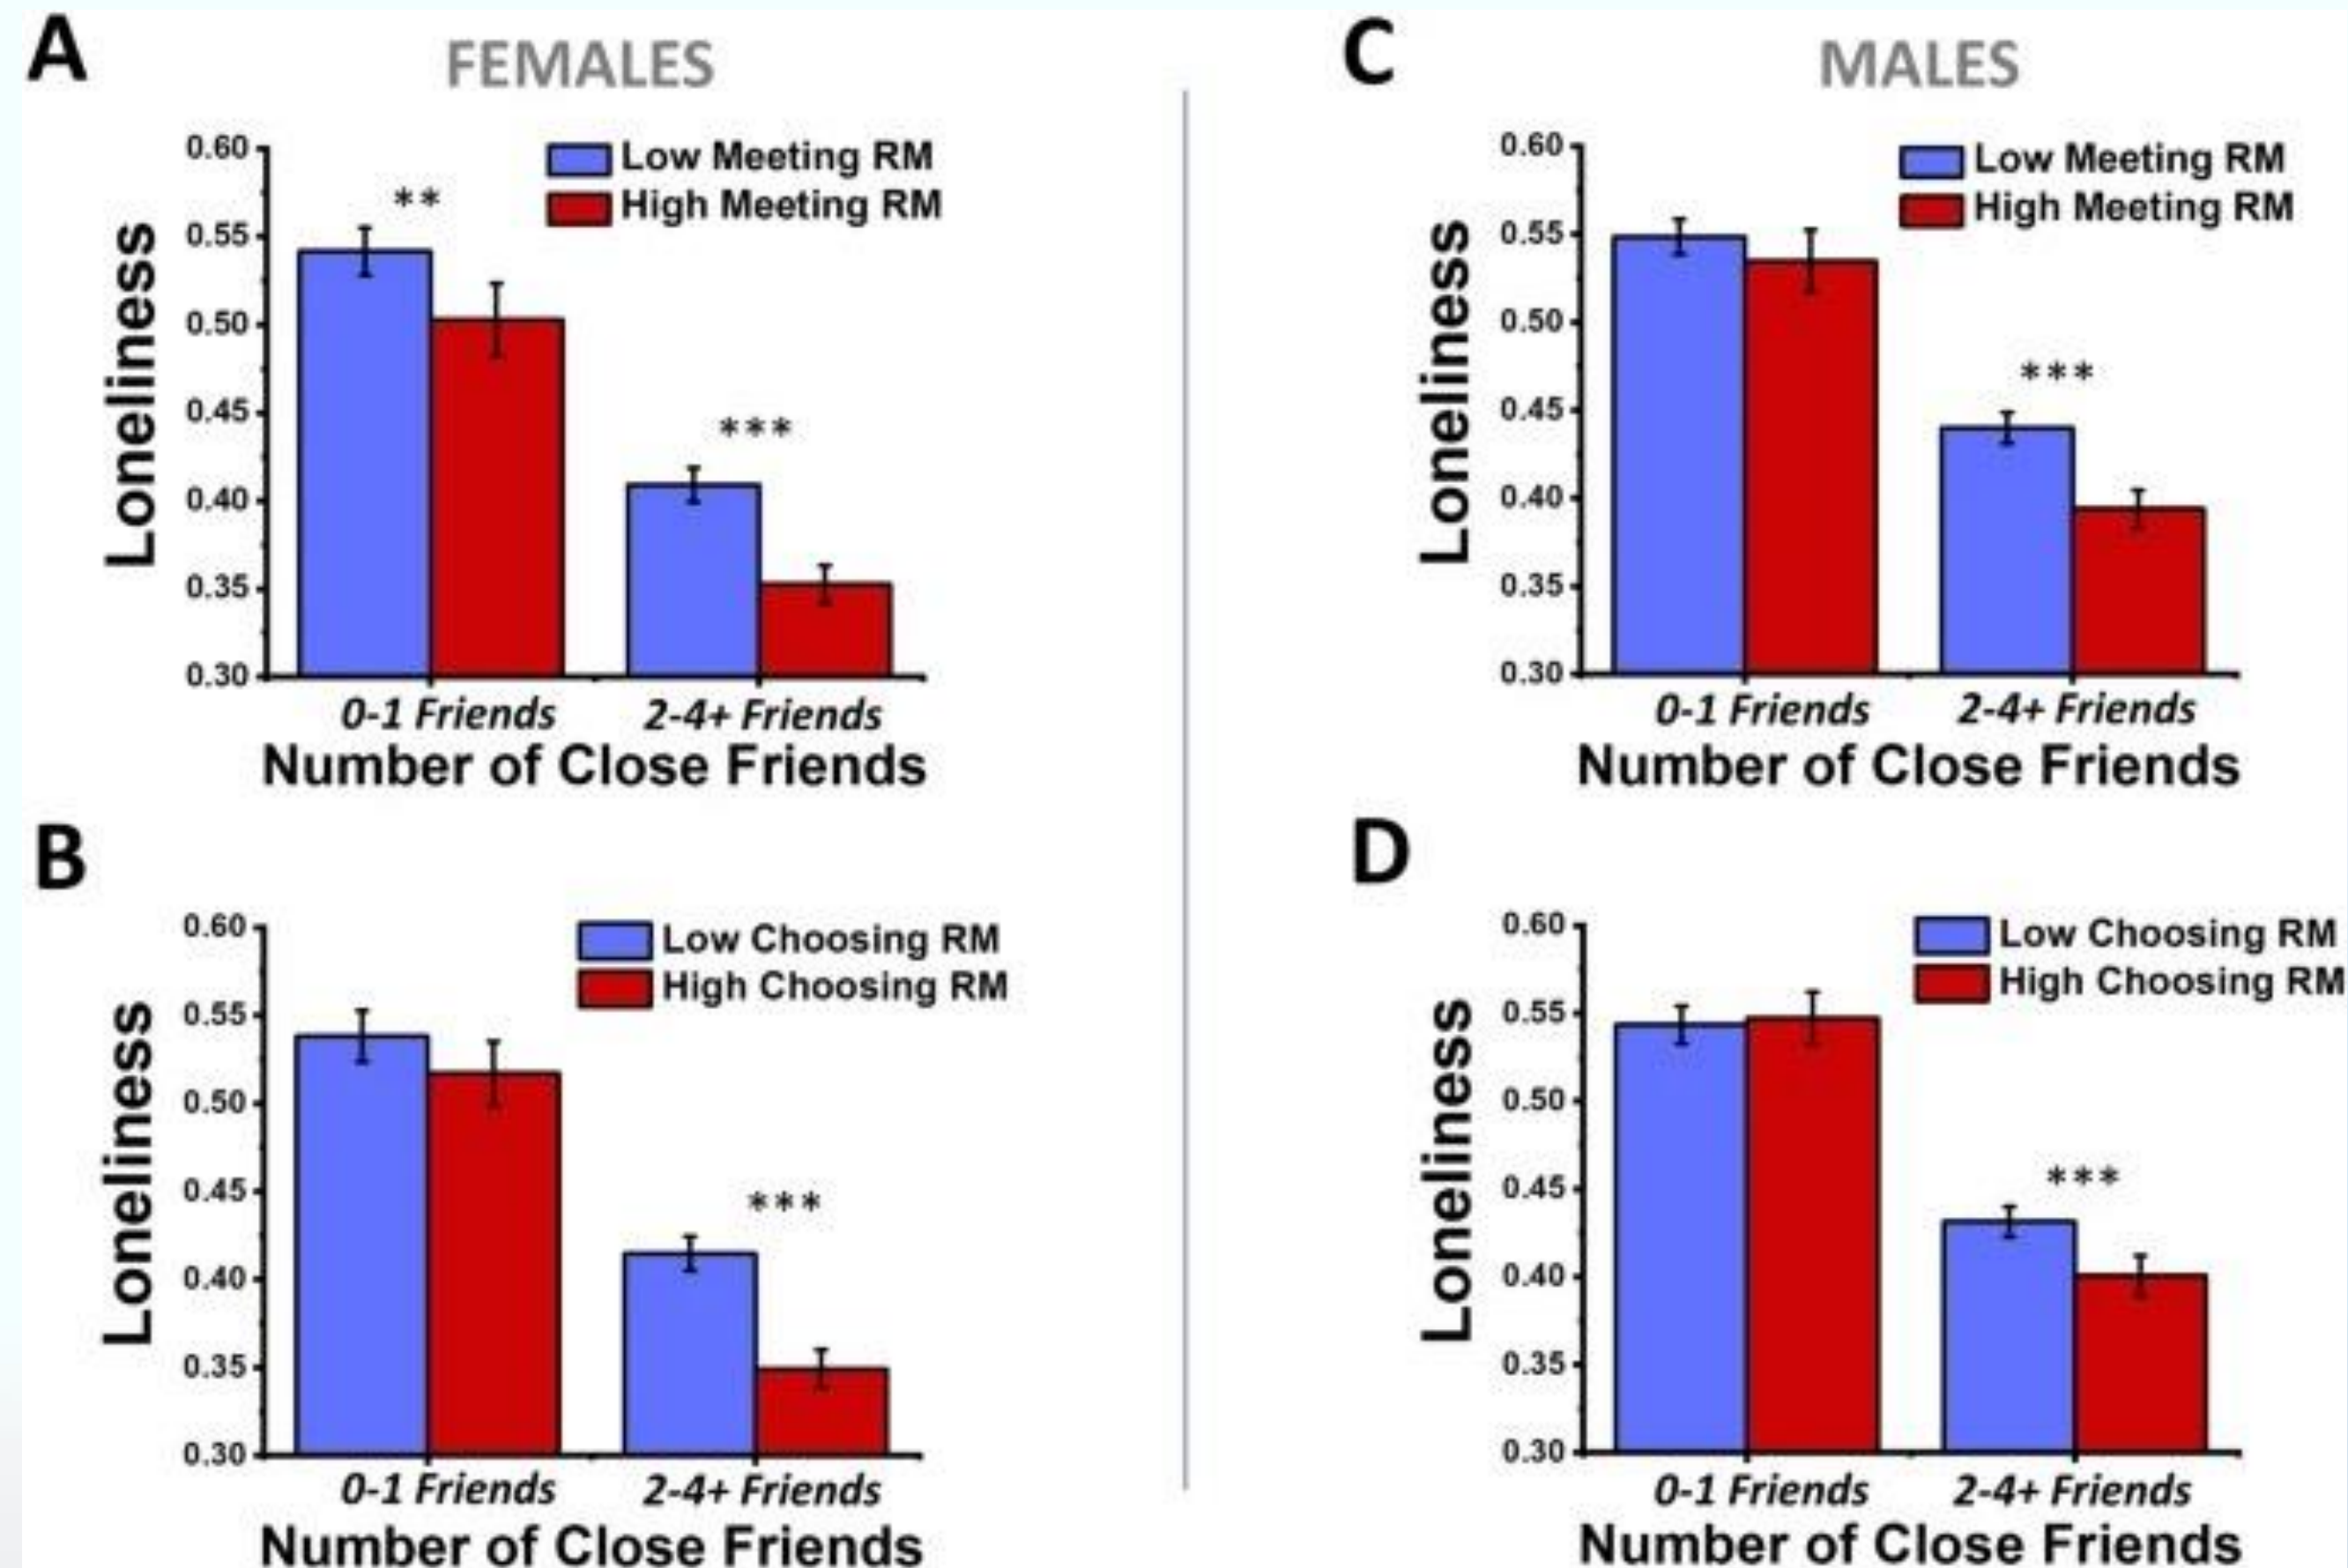 A
FEMALES
0.60
0.55
0.50
0.45
0.40
0.35
0.30
Loneliness
Low Meeting RM
High Meeting RM
**
***
0-1 Friends 2-4+ Friends
Number of Close Friends
B
0.60
0.55
0.50
0.45
0.40
0.35
0.30
Loneliness
Low Choosing RM
High Choosing RM
***
0-1 Friends 2-4+ Friends
Number of Close Friends
C
MALES
0.60
0.55
0.50
0.45
0.40
0.35
0.30
Loneliness
Low Meeting RM
High Meeting RM
***
0-1 Friends 2-4+ Friends
Number of Close Friends
D
0.60
0.55
0.50
0.45
0.40
0.35
0.30
Loneliness
Low Choosing RM
High Choosing RM
***
0-1 Friends 2-4+ Friends
Number of Close Friends